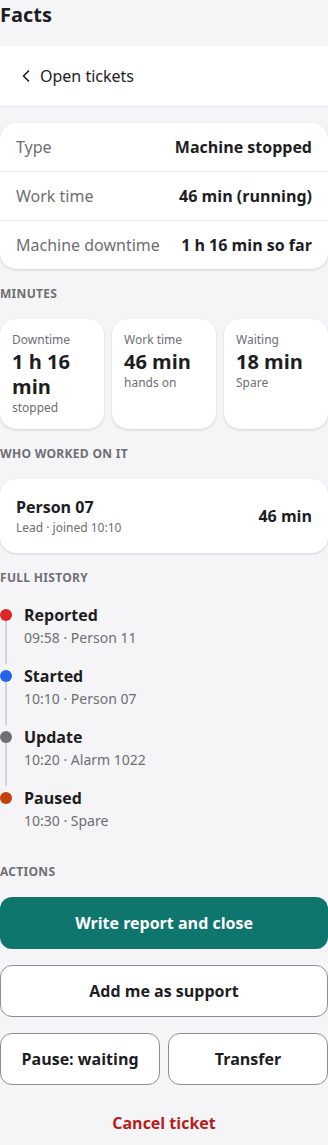 Facts
Open tickets
Type Machine stopped
Work time 46 min (running)
Machine downtime 1 h 16 min so far
MINUTES
Downtime
1 h 16
min
stopped
Work time
46 min
hands on
Waiting
18 min
Spare
WHO WORKED ON IT
Person 07
Lead · joined 10:10
46 min
FULL HISTORY
Reported
09:58 · Person 11
Started
10:10 · Person 07
Update
10:20 · Alarm 1022
Paused
10:30 · Spare
ACTIONS
Write report and close
Add me as support
Pause: waiting
Transfer
Cancel ticket